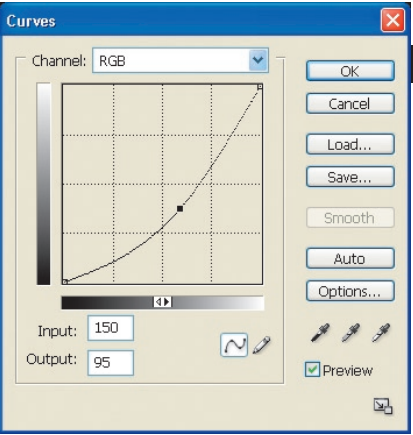 Curves
Channel: RGB
OK
Cancel
Load...
Save...
Smooth
Auto
Options...
Input: 150
Output: 95
Preview